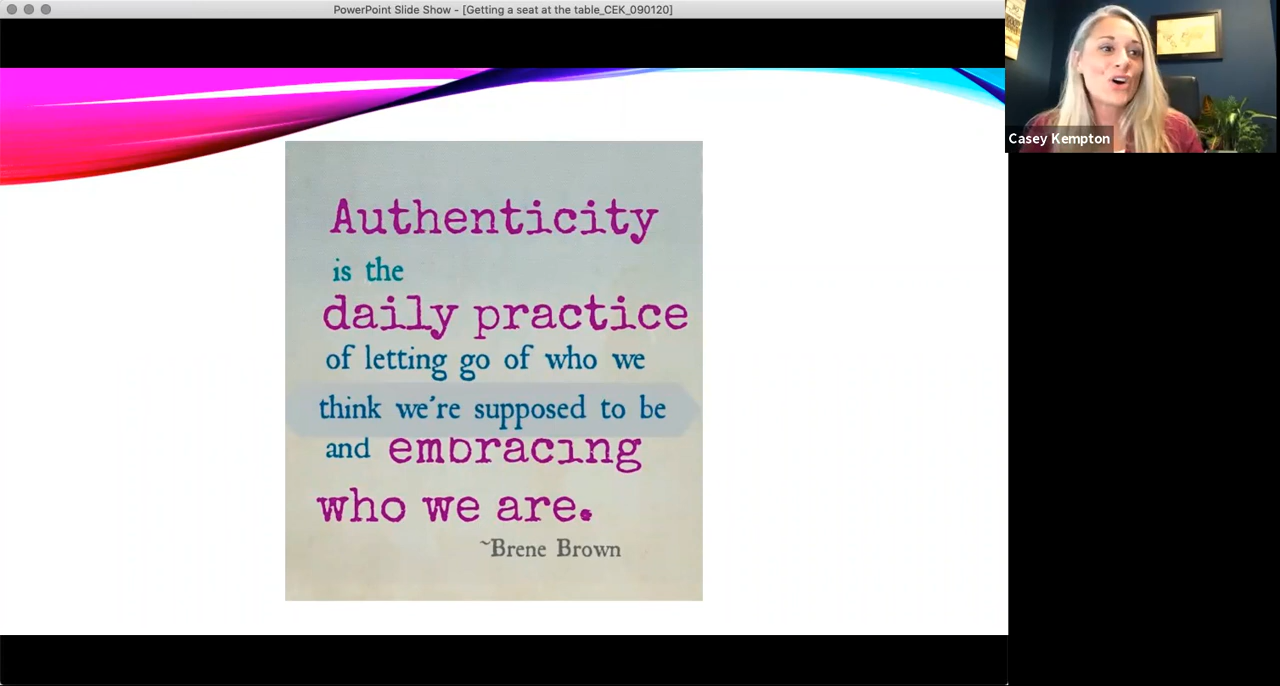 PowerPoint Slide Show - [Getting a seat at the table_CEK_090120]
Casey Kempton
Authenticity
is the
daily practice
of letting go of who we
think we're supposed to be
and embracing
who we are.
~Brene Brown